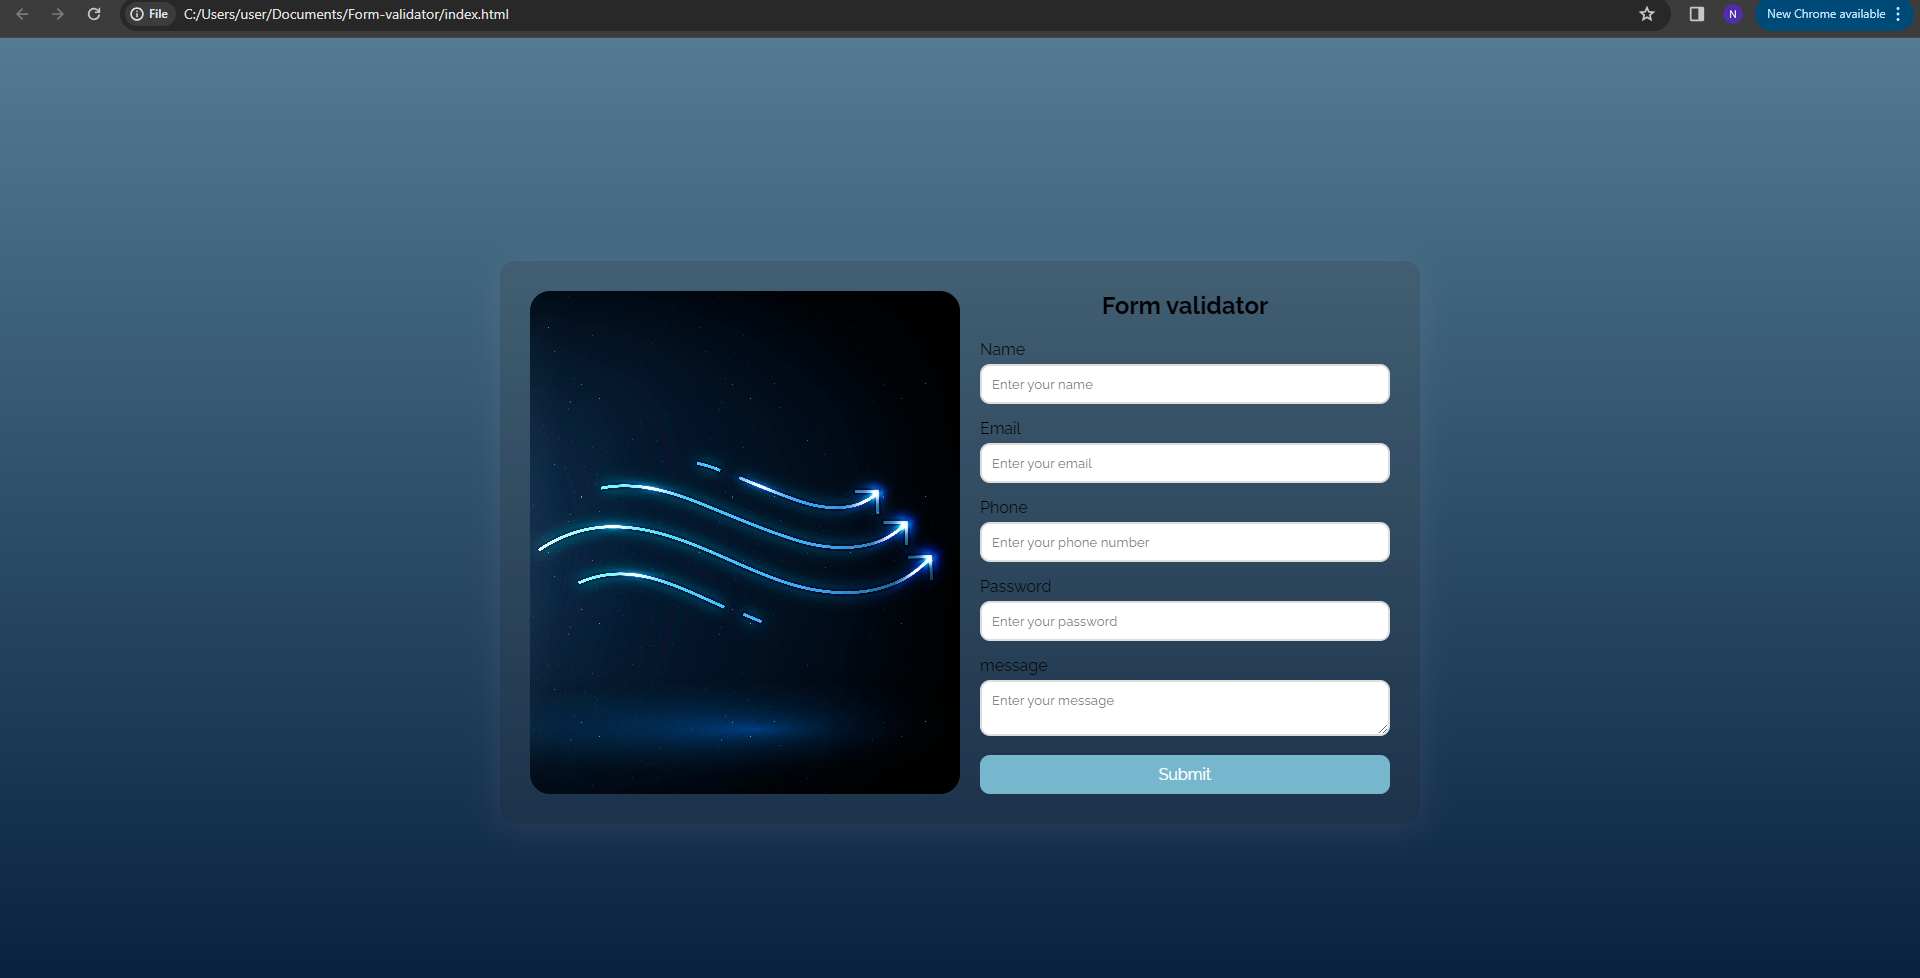 File C:/Users/user/Documents/Form-validator/index.html N New Chrome available
Form validator
Name
Enter your name
Email
Enter your email
Phone
Enter your phone number
Password
Enter your password
message
Enter your message
Submit